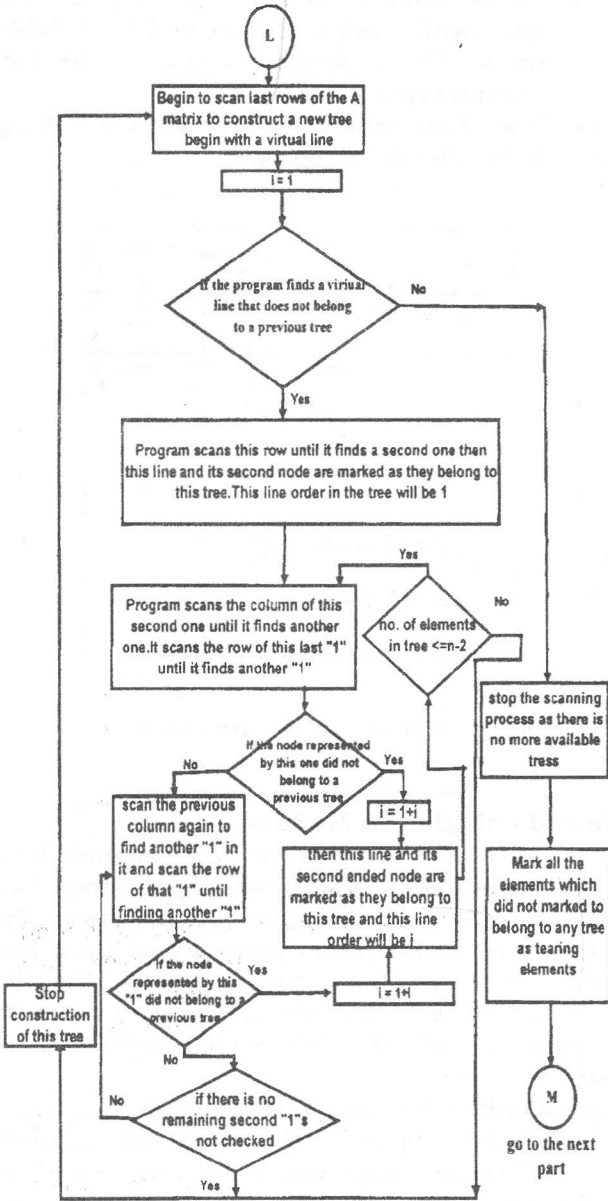 L
Begin to scan last rows of the A
matrix to construct a new tree
begin with a virtual line
i = 1
If the program finds a virtual
line that does not belong
to a previous tree
No
Yes
Program scans this row until it finds a second one then
this line and its second node are marked as they belong to
this tree.This line order in the tree will be 1
Yes
Program scans the column of this
second one until it finds another
one.It scans the row of this last "1"
until it finds another "1"
no. of elements
in tree <=n-2
No
stop the scanning
process as there is
no more available
tress
If the node represented
by this one did not
belong to a
previous tree
No
Yes
i = 1+i
scan the previous
column again to
find another "1" in
it and scan the row
of that "1" until
finding another "1"
then this line and its
second ended node are
marked as they belong to
this tree and this line
order will be i
Mark all the
elements which
did not marked to
belong to any tree
as tearing
elements
If the node
represented by this
"1" did not belong to a
previous tree
Yes
i = 1+i
No
Stop
construction
of this tree
No
if there is no
remaining second "1"s
not checked
Yes
M
go to the next
part